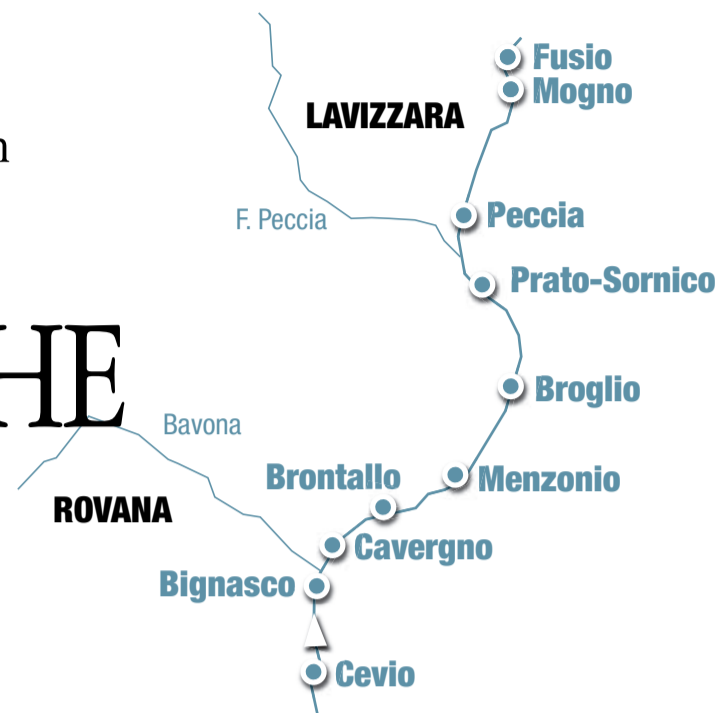 Fusio
Mogno
LAVIZZARA
n
F. Peccia
Peccia
Prato-Sornico
HE
Broglio
Bavona
Brontallo
Menzonio
ROVANA
Cavergno
Bignasco
Cevio